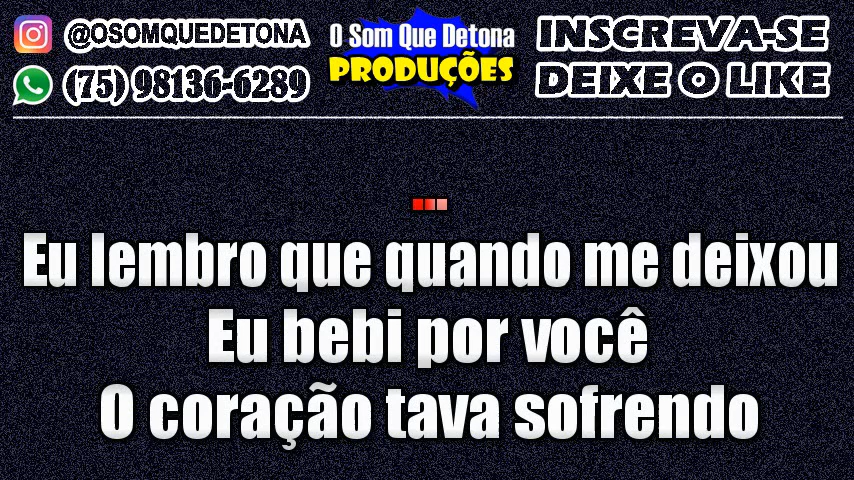 @OSOMQUEDETONA
(75) 98136-6289
O Som Que Detona
PRODUÇÕES
INSCREVA-SE
DEIXE O LIKE
Eu lembro que quando me deixou
Eu bebi por você
O coração tava sofrendo